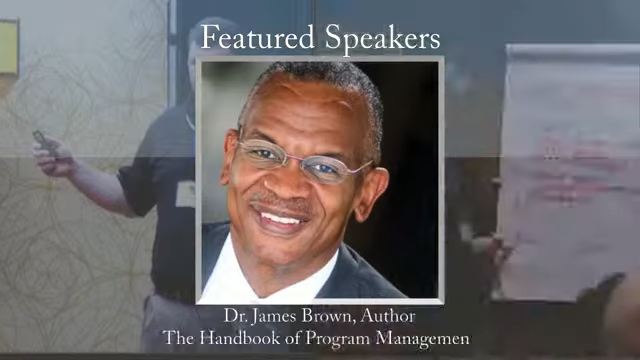 Featured Speakers
Dr. James Brown, Author
The Handbook of Program Managemen